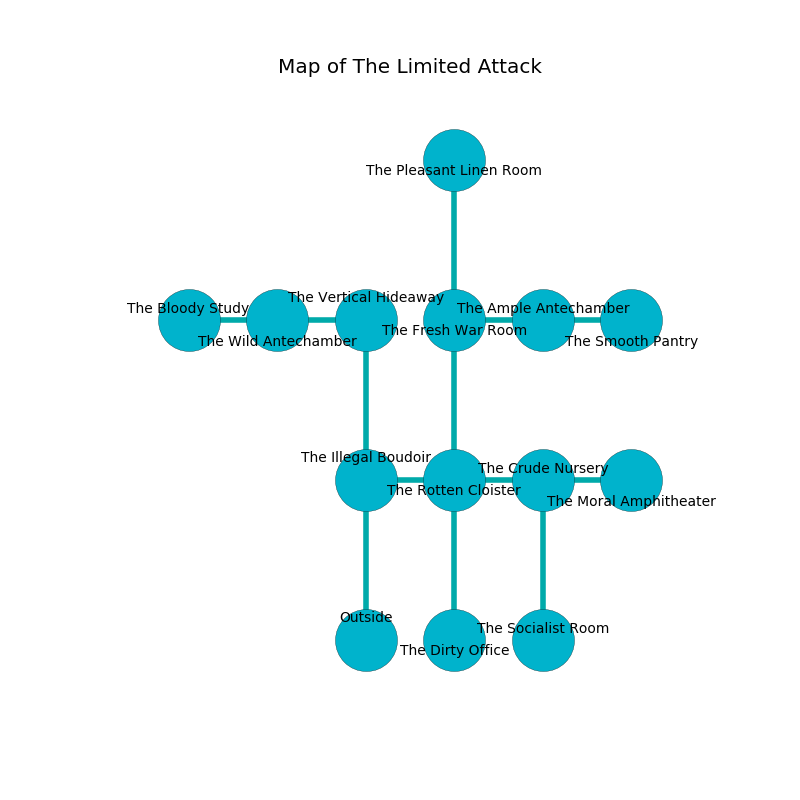 Map of The Limited Attack
The Pleasant Linen Room
The Vertical Hideaway
The Bloody Study
The Ample Antechamber
The Fresh War Room
The Wild Antechamber
The Smooth Pantry
The Illegal Boudoir
The Crude Nursery
The Rotten Cloister
The Moral Amphitheater
Outside
The Socialist Room
The Dirty Office